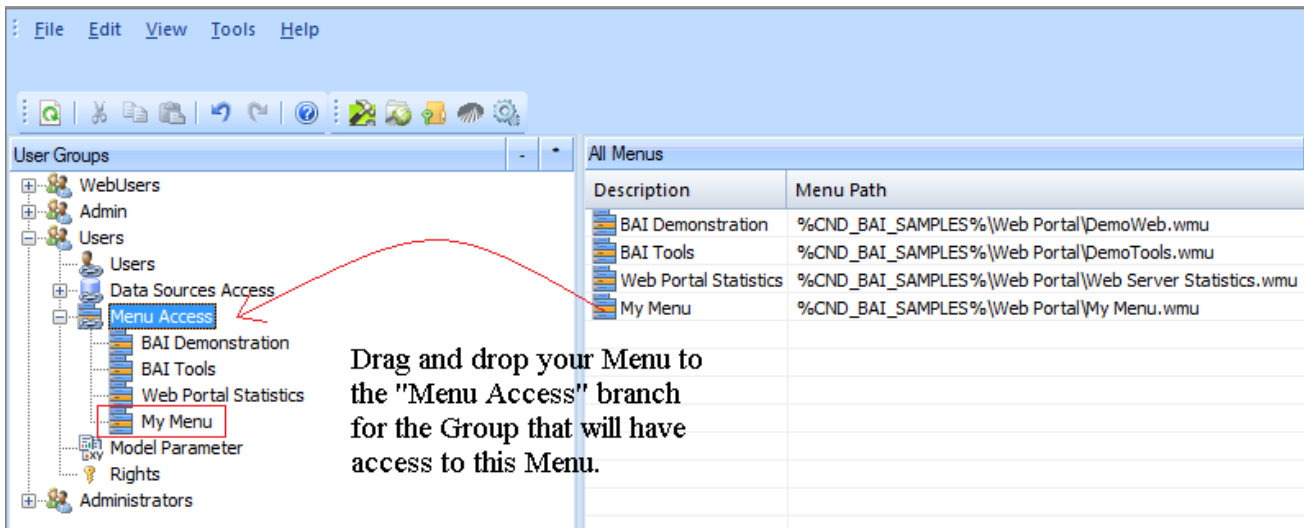 File Edit View Tools Help
User Groups - *
WebUsers
Admin
Users
Users
Data Sources Access
Menu Access
BAI Demonstration
BAI Tools
Web Portal Statistics
My Menu
Model Parameter
Rights
Administrators
All Menus
Description Menu Path
BAI Demonstration %CND_BAI_SAMPLES%\Web Portal\DemoWeb.wmu
BAI Tools %CND_BAI_SAMPLES%\Web Portal\DemoTools.wmu
Web Portal Statistics %CND_BAI_SAMPLES%\Web Portal\Web Server Statistics.wmu
My Menu %CND_BAI_SAMPLES%\Web Portal\My Menu.wmu
Drag and drop your Menu to
the "Menu Access" branch
for the Group that will have
access to this Menu.